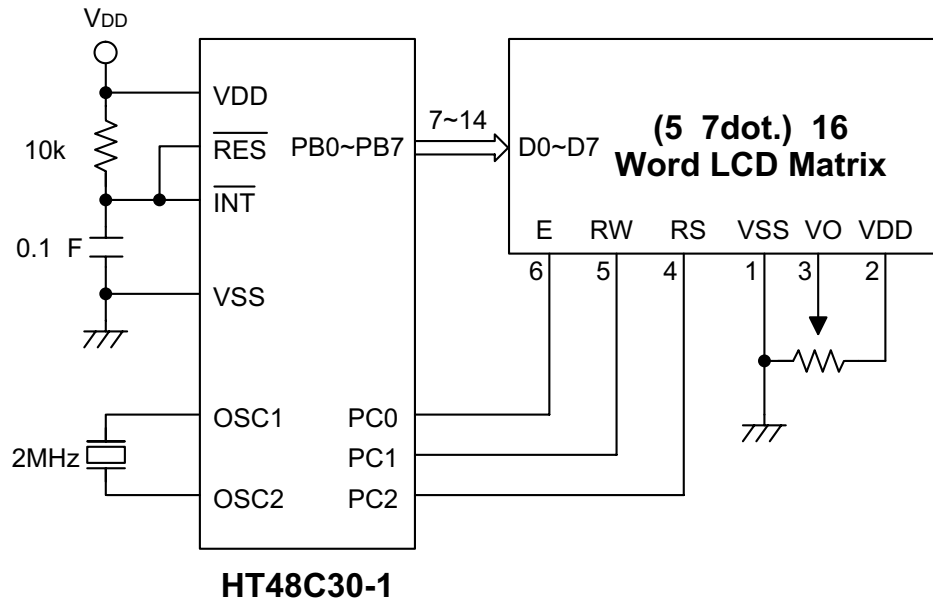 VDD
VDD
10k
RES
INT
0.1 F
VSS
OSC1
2MHz
OSC2
PB0~PB7
PC0
PC1
PC2
HT48C30-1
7~14
D0~D7
(5 7dot.) 16
Word LCD Matrix
E RW RS VSS VO VDD
6 5 4 1 3 2